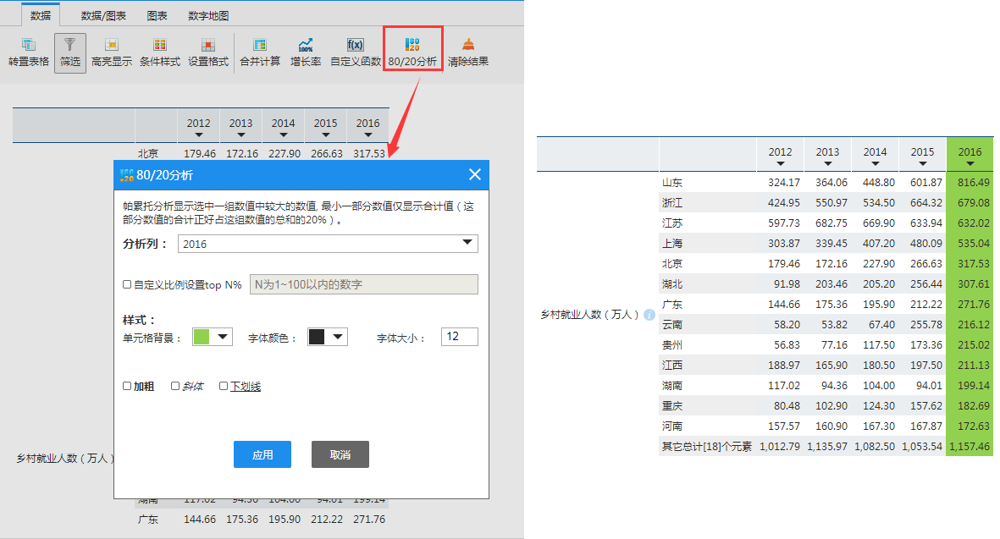 数据 数据/图表 图表 数字地图
转置表格 筛选 高亮显示 条件样式 设置格式 合并计算 增长率 自定义函数 80/20分析 清除结果
2012 2013 2014 2015 2016
北京 179.46 172.16 227.90 266.63 317.53
80/20分析
帕累托分析显示选中一组数值中较大的数值, 最小一部分数值仅显示合计值（这
部分数值的合计正好占这组数值的总和的20%）。
分析列： 2016
自定义比例设置top N% N为1~100以内的数字
样式：
单元格背景： 字体颜色： 字体大小： 12
加粗 斜体 下划线
应用 取消
乡村就业人数（万人）
湖南 117.02 94.36 104.00 94.01 199.14
广东 144.66 175.36 195.90 212.22 271.76
2012 2013 2014 2015 2016
山东 324.17 364.06 448.80 601.87 816.49
浙江 424.95 550.97 534.50 664.32 679.08
江苏 597.73 682.75 669.90 633.94 632.02
上海 303.87 339.45 407.20 480.09 535.04
北京 179.46 172.16 227.90 266.63 317.53
湖北 91.98 203.46 205.20 256.44 307.61
乡村就业人数（万人）
广东 144.66 175.36 195.90 212.22 271.76
云南 58.20 53.82 67.40 255.78 216.12
贵州 56.83 77.16 117.50 173.36 215.02
江西 188.97 165.90 180.50 197.50 211.13
湖南 117.02 94.36 104.00 94.01 199.14
重庆 80.48 102.90 124.30 157.62 182.69
河南 157.57 160.90 167.30 167.87 172.63
其它总计[18]个元素 1,012.79 1,135.97 1,082.50 1,053.54 1,157.46